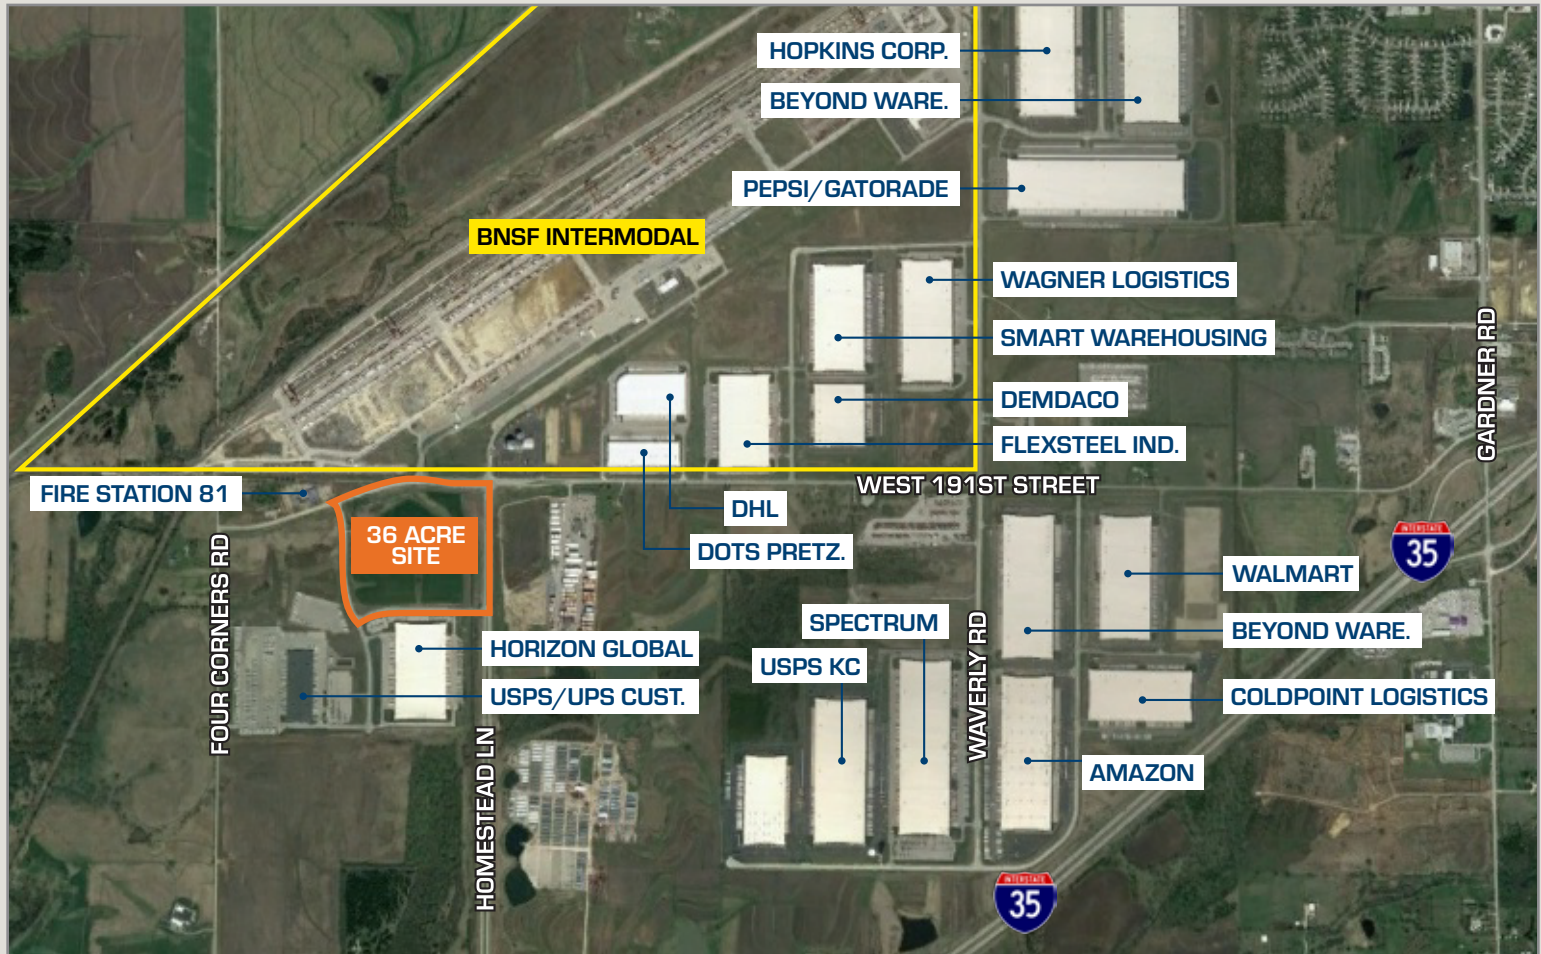 HOPKINS CORP.
BEYOND WARE.
PEPSI/GATORADE
BNSF INTERMODAL
WAGNER LOGISTICS
SMART WAREHOUSING
GARDNER RD
DEMDACO
FLEXSTEEL IND.
WEST 191ST STREET
FIRE STATION 81
DHL
36 ACRE
SITE
DOTS PRETZ.
INTERSTATE
35
WALMART
FOUR CORNERS RD
SPECTRUM
BEYOND WARE.
WAVERLY RD
HORIZON GLOBAL
USPS KC
USPS/UPS CUST.
COLDPOINT LOGISTICS
HOMESTEAD LN
AMAZON
INTERSTATE
35